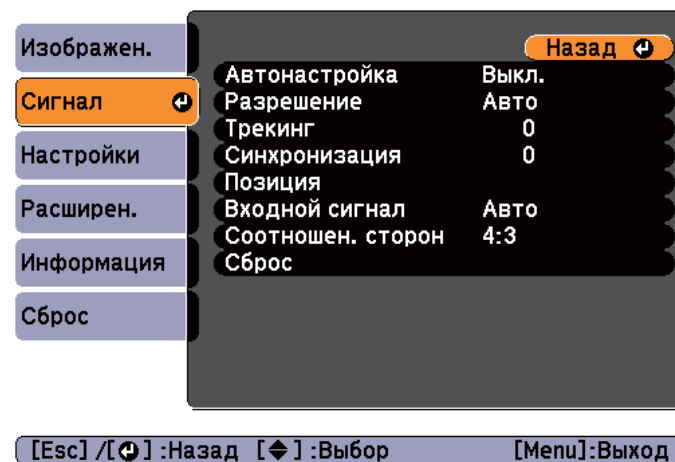 Изображен.
Сигнал
Настройки
Расширен.
Информация
Сброс
Назад
Автонастройка Выкл.
Разрешение Авто
Трекинг 0
Синхронизация 0
Позиция
Входной сигнал Авто
Соотношен. сторон 4:3
Сброс
[Esc] /[⏎] :Назад [◆] :Выбор [Menu]:Выход